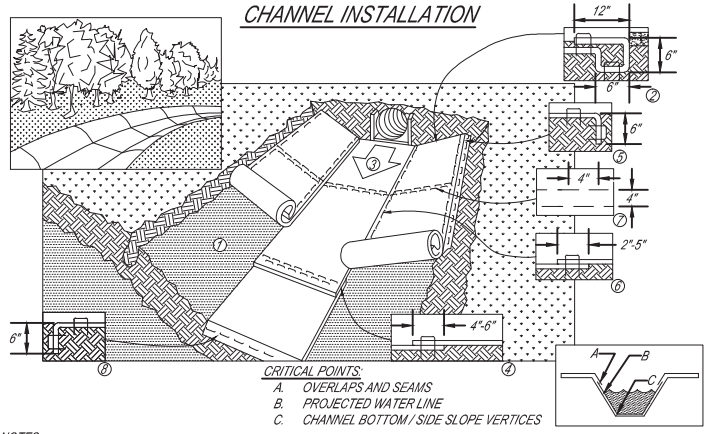 CHANNEL INSTALLATION
12"
6"
6"
2
6"
5
3
4"
4"
7
1
2"-5"
6
6"
8
4"-6"
4
CRITICAL POINTS:
A. OVERLAPS AND SEAMS
B. PROJECTED WATER LINE
C. CHANNEL BOTTOM / SIDE SLOPE VERTICES
A
B
C